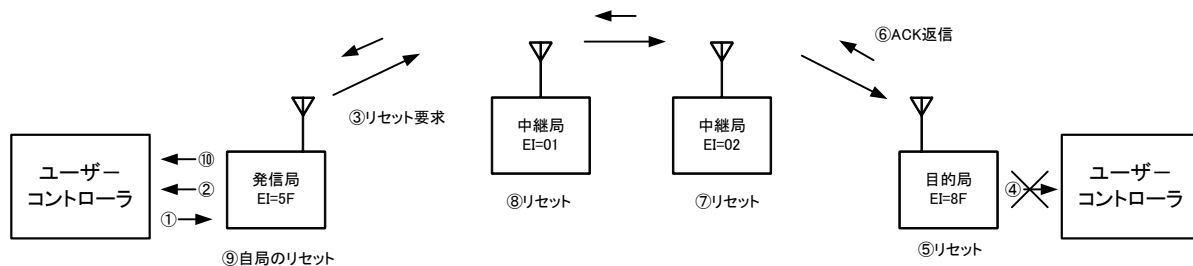 ⑥ACK返信
③リセット要求
ユーザー
コントローラ
⑩
②
①
発信局
EI=5F
⑨自局のリセット
中継局
EI=01
⑧リセット
中継局
EI=02
⑦リセット
目的局
EI=8F
⑤リセット
④
ユーザー
コントローラ